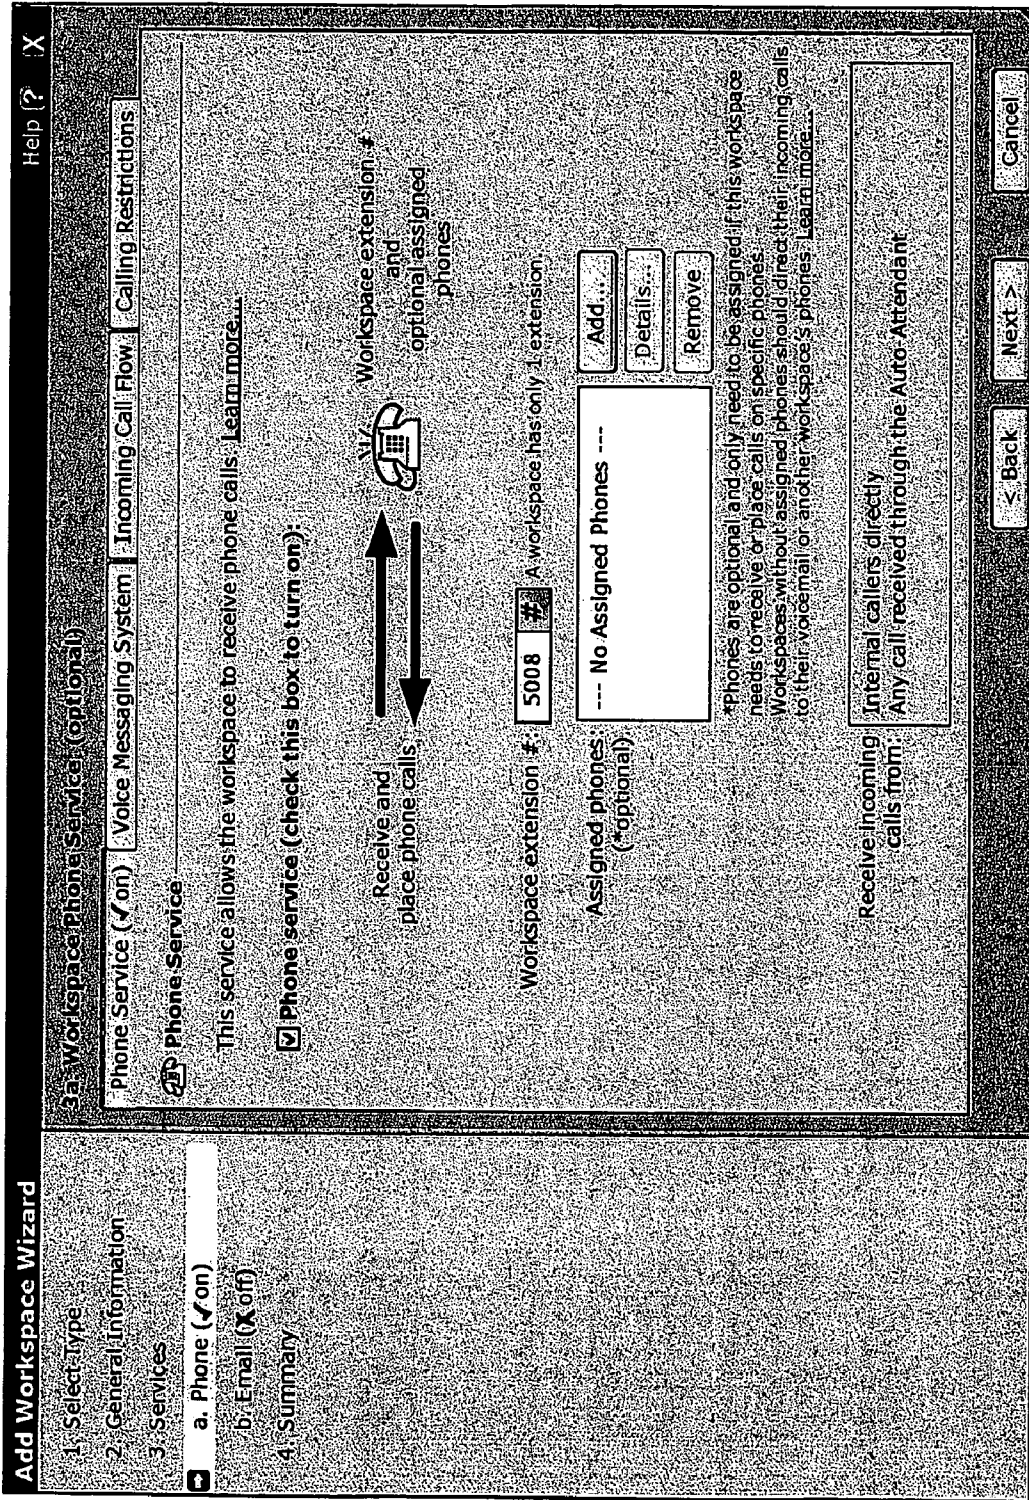 Add Workspace Wizard
Help ? X
1. Select Type
2. General Information
3. Services
a. Phone (✓ on)
b. Email (X off)
4. Summary
3a. Workspace Phone Service (optional)
Phone Service (✓ on) Voice Messaging System Incoming Call Flow Calling Restrictions
Phone Service
This service allows the workspace to receive phone calls. Learn more...
Phone service (check this box to turn on):
Receive and
place phone calls
Workspace extension #
and
optional assigned
phones
Workspace extension #: 5008 # A workspace has only 1 extension
Assigned phones:
(*optional)
--- No Assigned Phones ---
Add...
Details...
Remove
*Phones are optional and only need to be assigned if this workspace
needs to receive or place calls on specific phones.
Workspaces without assigned phones should direct their incoming calls
to their voicemail or another workspace's phones. Learn more...
Receive incoming
calls from:
Internal callers directly
Any call received through the Auto Attendant
< Back Next > Cancel